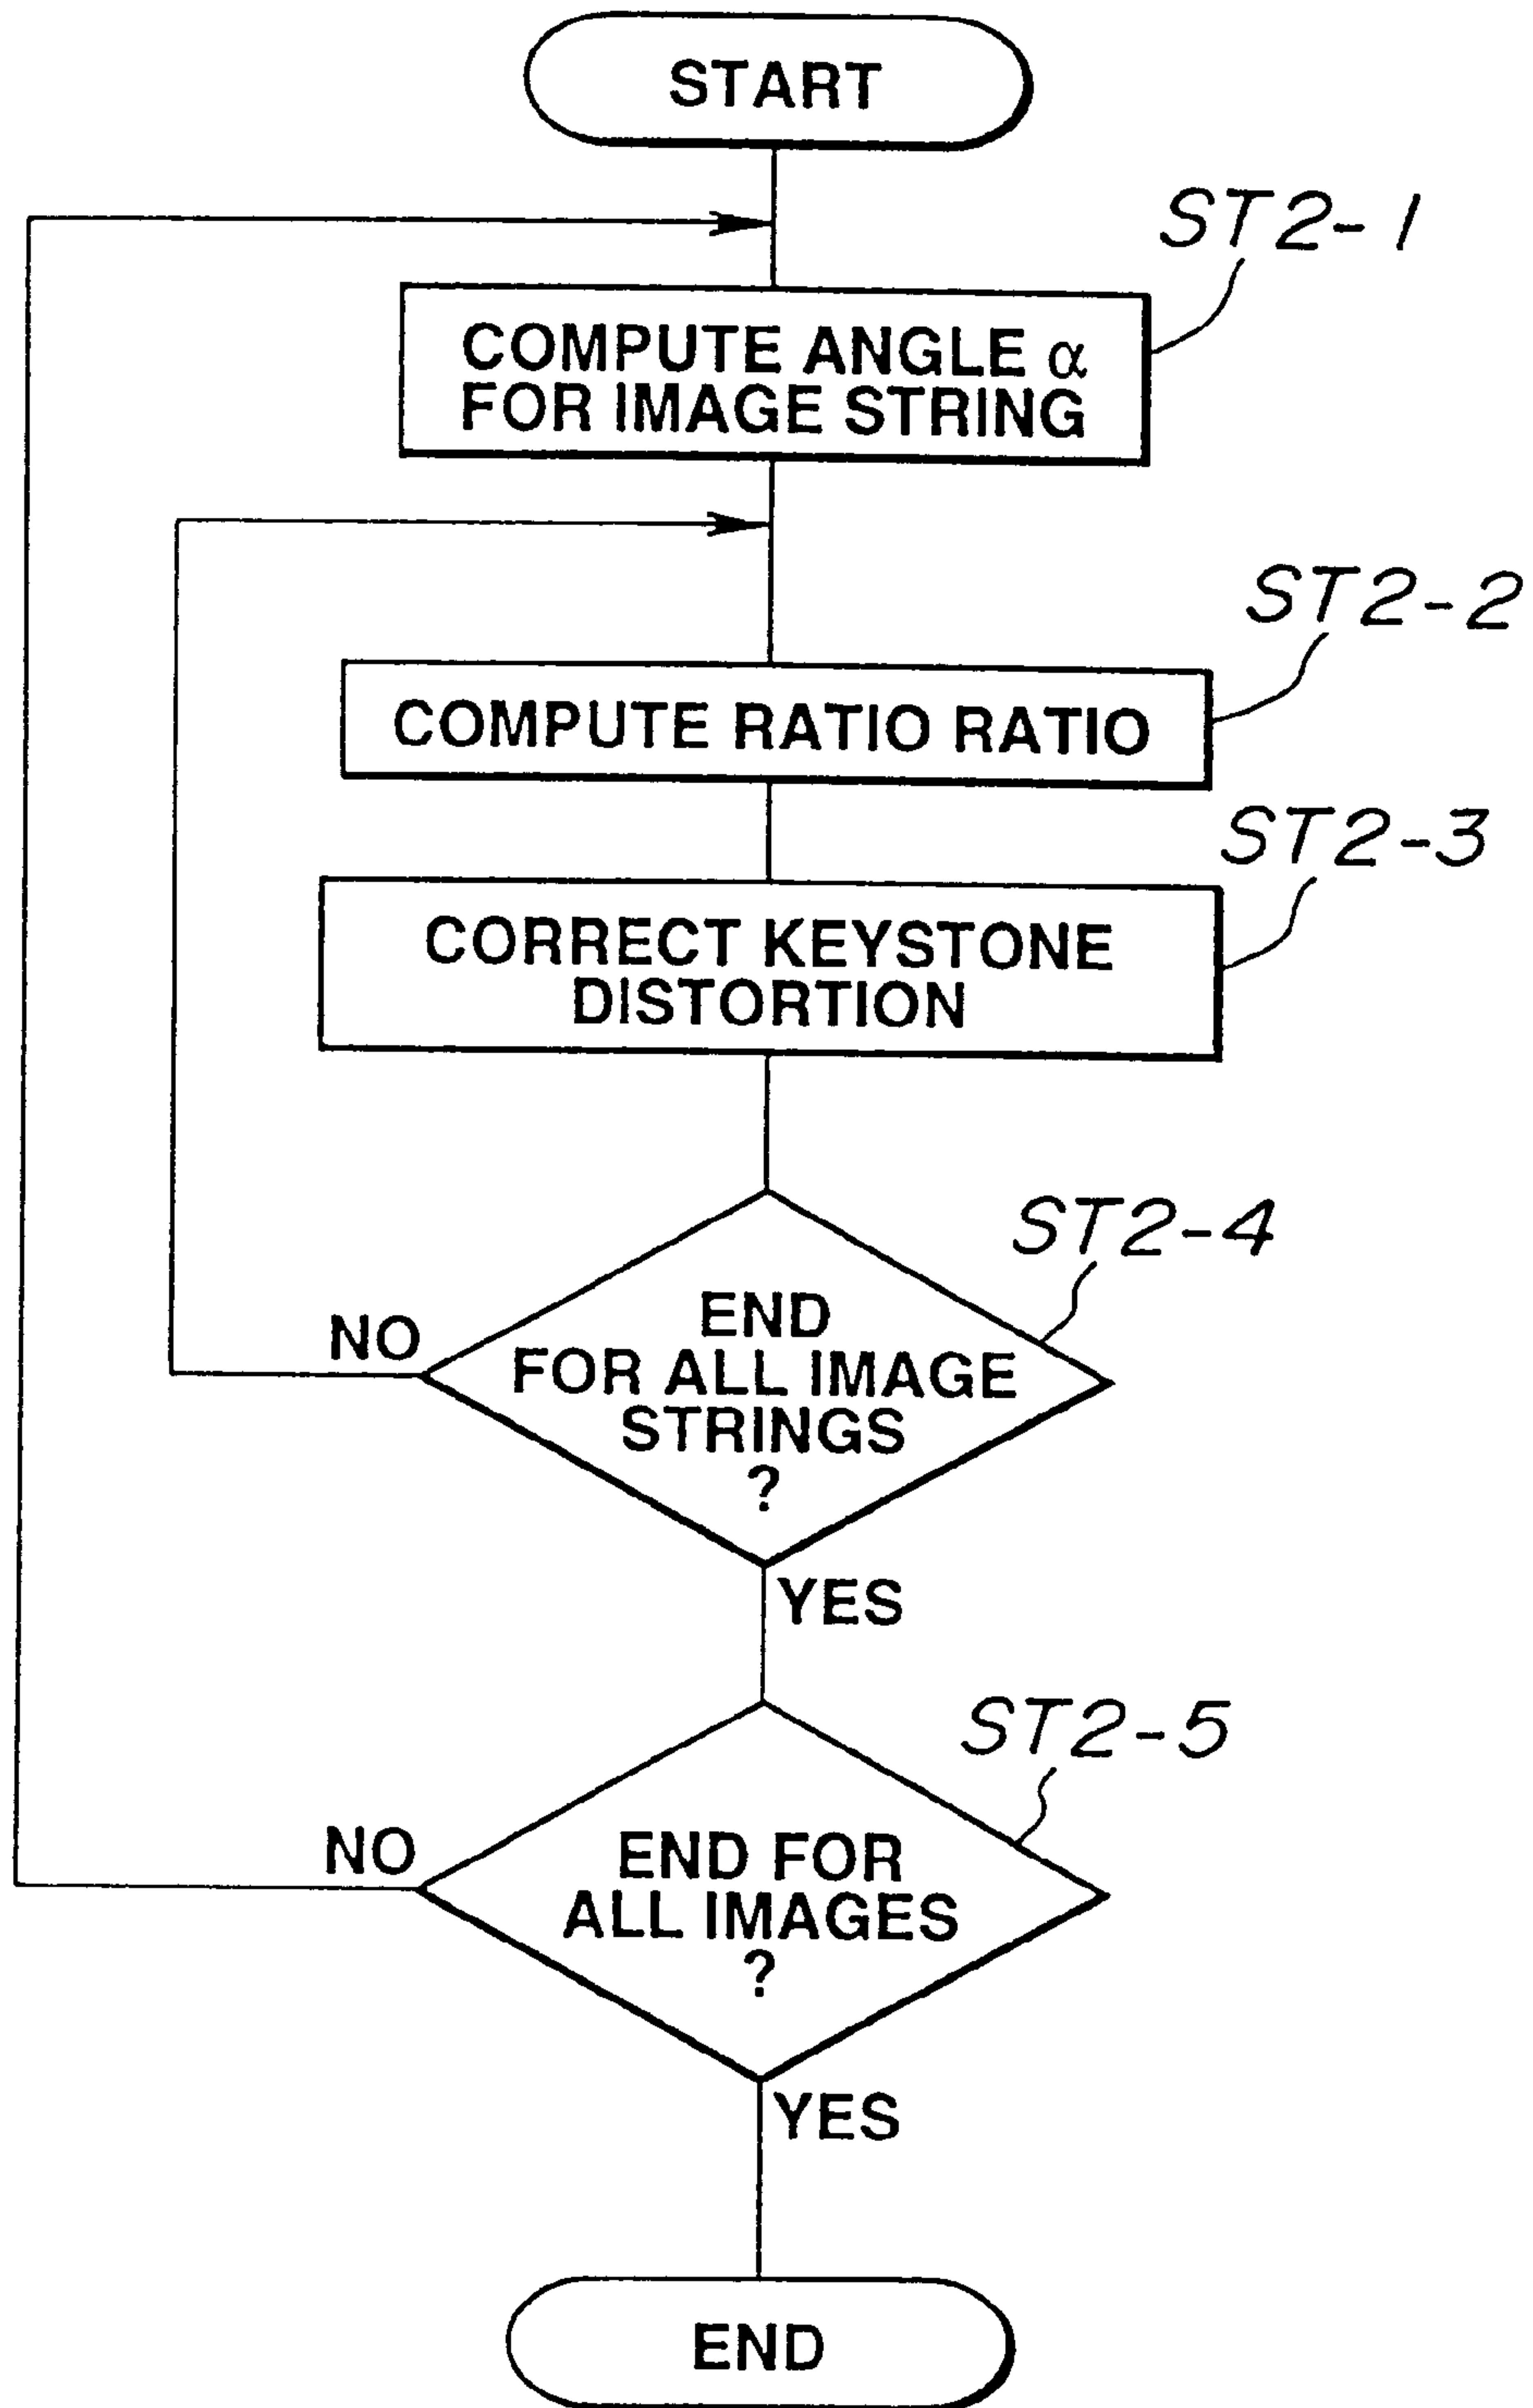 START
ST2-1
COMPUTE ANGLE α
FOR IMAGE STRING
ST2-2
COMPUTE RATIO RATIO
ST2-3
CORRECT KEYSTONE
DISTORTION
ST2-4
END
FOR ALL IMAGE
STRINGS
?
NO
YES
ST2-5
END FOR
ALL IMAGES
?
NO
YES
END